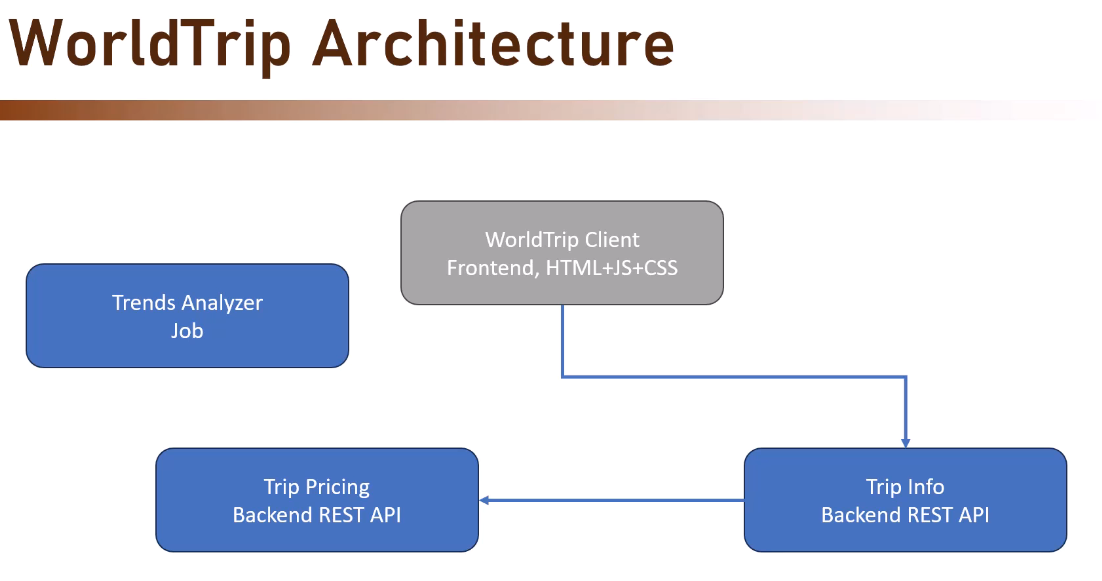 WorldTrip Architecture
WorldTrip Client
Frontend, HTML+JS+CSS
Trends Analyzer
Job
Trip Pricing
Backend REST API
Trip Info
Backend REST API